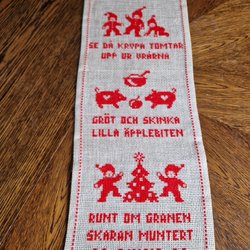 SE DÅ KRYPA TOMTAR
UPP UR VRÅRNA
GRÖT OCH SKINKA
LILLA ÄPPLEBITEN
RUNT OM GRANEN
SKARAN MUNTERT